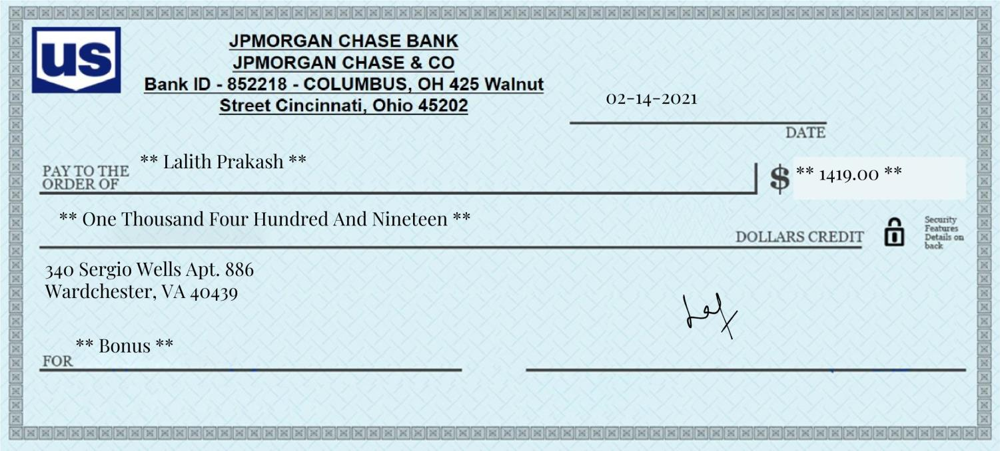 us
JPMORGAN CHASE BANK
JPMORGAN CHASE & CO
Bank ID - 852218 - COLUMBUS, OH 425 Walnut
Street Cincinnati, Ohio 45202
02-14-2021
DATE
PAY TO THE
ORDER OF
** Lalith Prakash **
$ ** 1419.00 **
** One Thousand Four Hundred And Nineteen **
DOLLARS CREDIT
Security
Features
Details on
back
340 Sergio Wells Apt. 886
Wardchester, VA 40439
FOR ** Bonus **